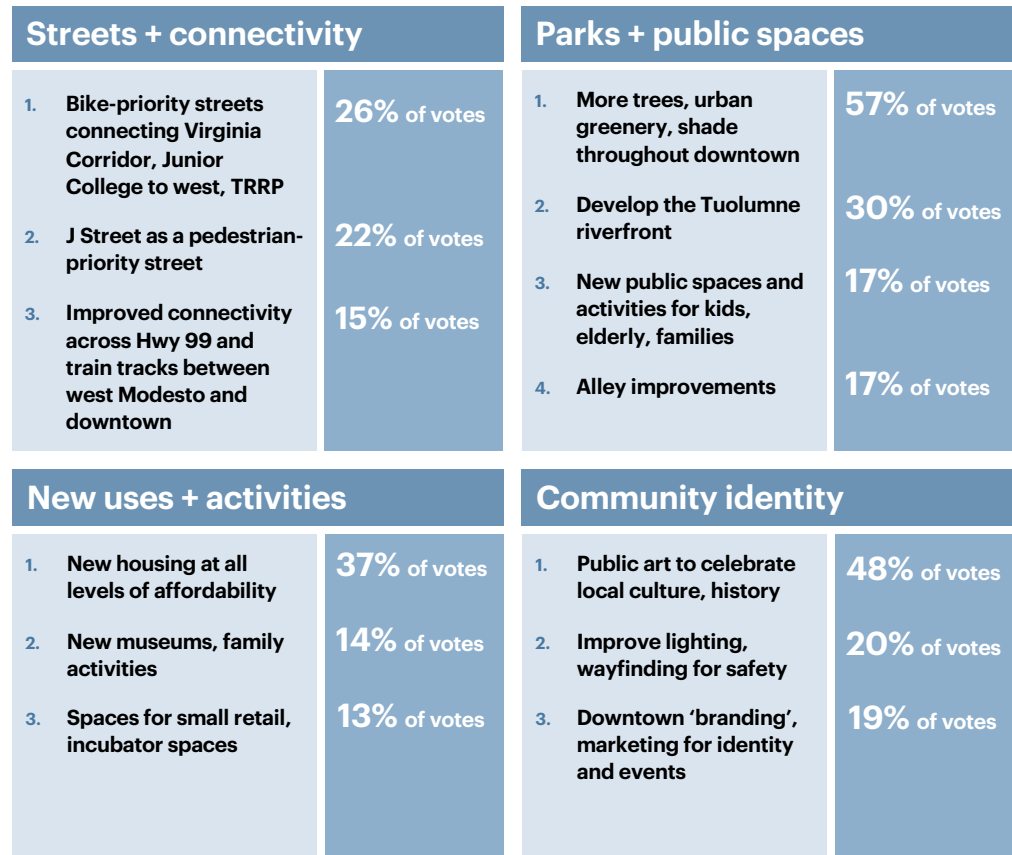 Streets + connectivity
1. Bike-priority streets 26% of votes
connecting Virginia
Corridor, Junior
College to west, TRRP
2. J Street as a pedestrian- 22% of votes
priority street
3. Improved connectivity 15% of votes
across Hwy 99 and
train tracks between
west Modesto and
downtown
Parks + public spaces
1. More trees, urban 57% of votes
greenery, shade
throughout downtown
2. Develop the Tuolumne 30% of votes
riverfront
3. New public spaces and 17% of votes
activities for kids,
elderly, families
4. Alley improvements 17% of votes
New uses + activities
1. New housing at all 37% of votes
levels of affordability
2. New museums, family 14% of votes
activities
3. Spaces for small retail, 13% of votes
incubator spaces
Community identity
1. Public art to celebrate 48% of votes
local culture, history
2. Improve lighting, 20% of votes
wayfinding for safety
3. Downtown ‘branding’, 19% of votes
marketing for identity
and events